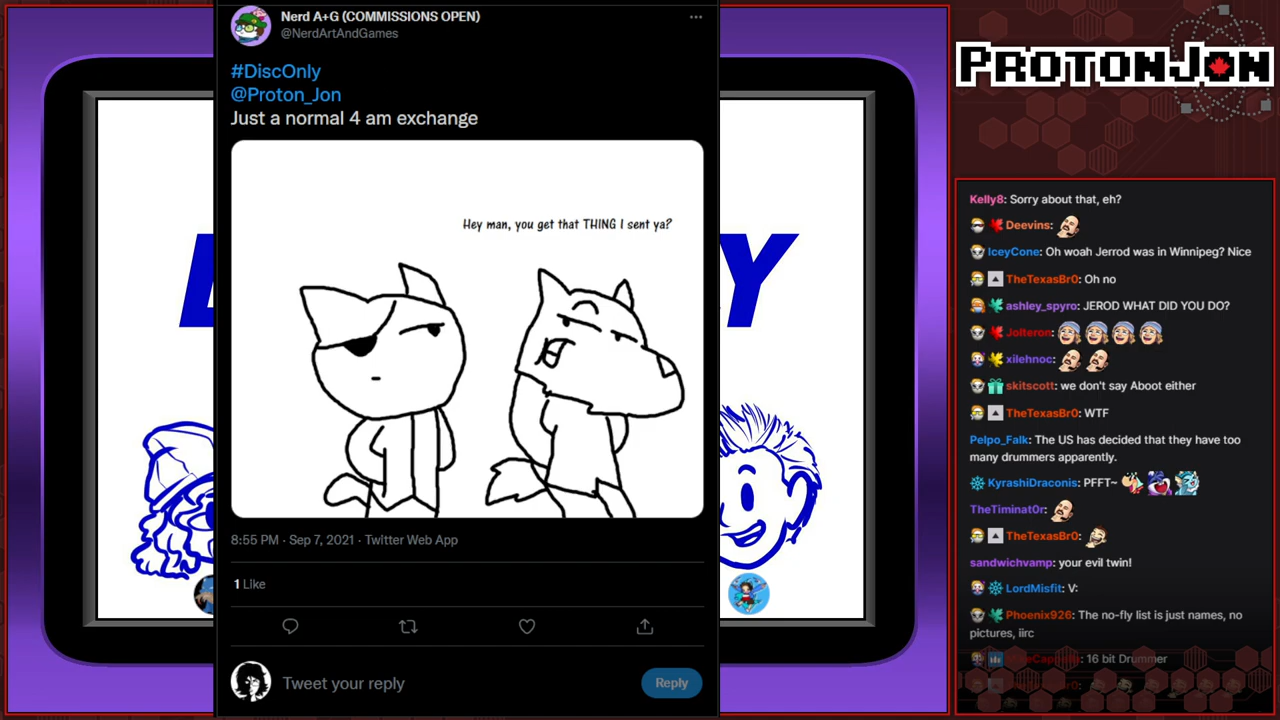 Nerd A+G (COMMISSIONS OPEN)
@NerdArtAndGames
#DiscOnly
@Proton_Jon
Just a normal 4 am exchange
Hey man, you get that THING I sent ya?
8:55 PM · Sep 7, 2021 · Twitter Web App
1 Like
Tweet your reply
Reply
Y
PROTONJON
Kelly8: Sorry about that, eh?
Deevins:
IceyCone: Oh woah Jerrod was in Winnipeg? Nice
TheTexasBr0: Oh no
ashley_spyro: JEROD WHAT DID YOU DO?
Jolteron:
xilehnoc:
skitscott: we don't say Aboot either
TheTexasBr0: WTF
Pelpo_Falk: The US has decided that they have too
many drummers apparently.
KyrashiDraconis: PFFT~
TheTiminat0r:
TheTexasBr0:
sandwichvamp: your evil twin!
LordMisfit: V:
Phoenix926: The no-fly list is just names, no
pictures, iirc
16 bit Drummer